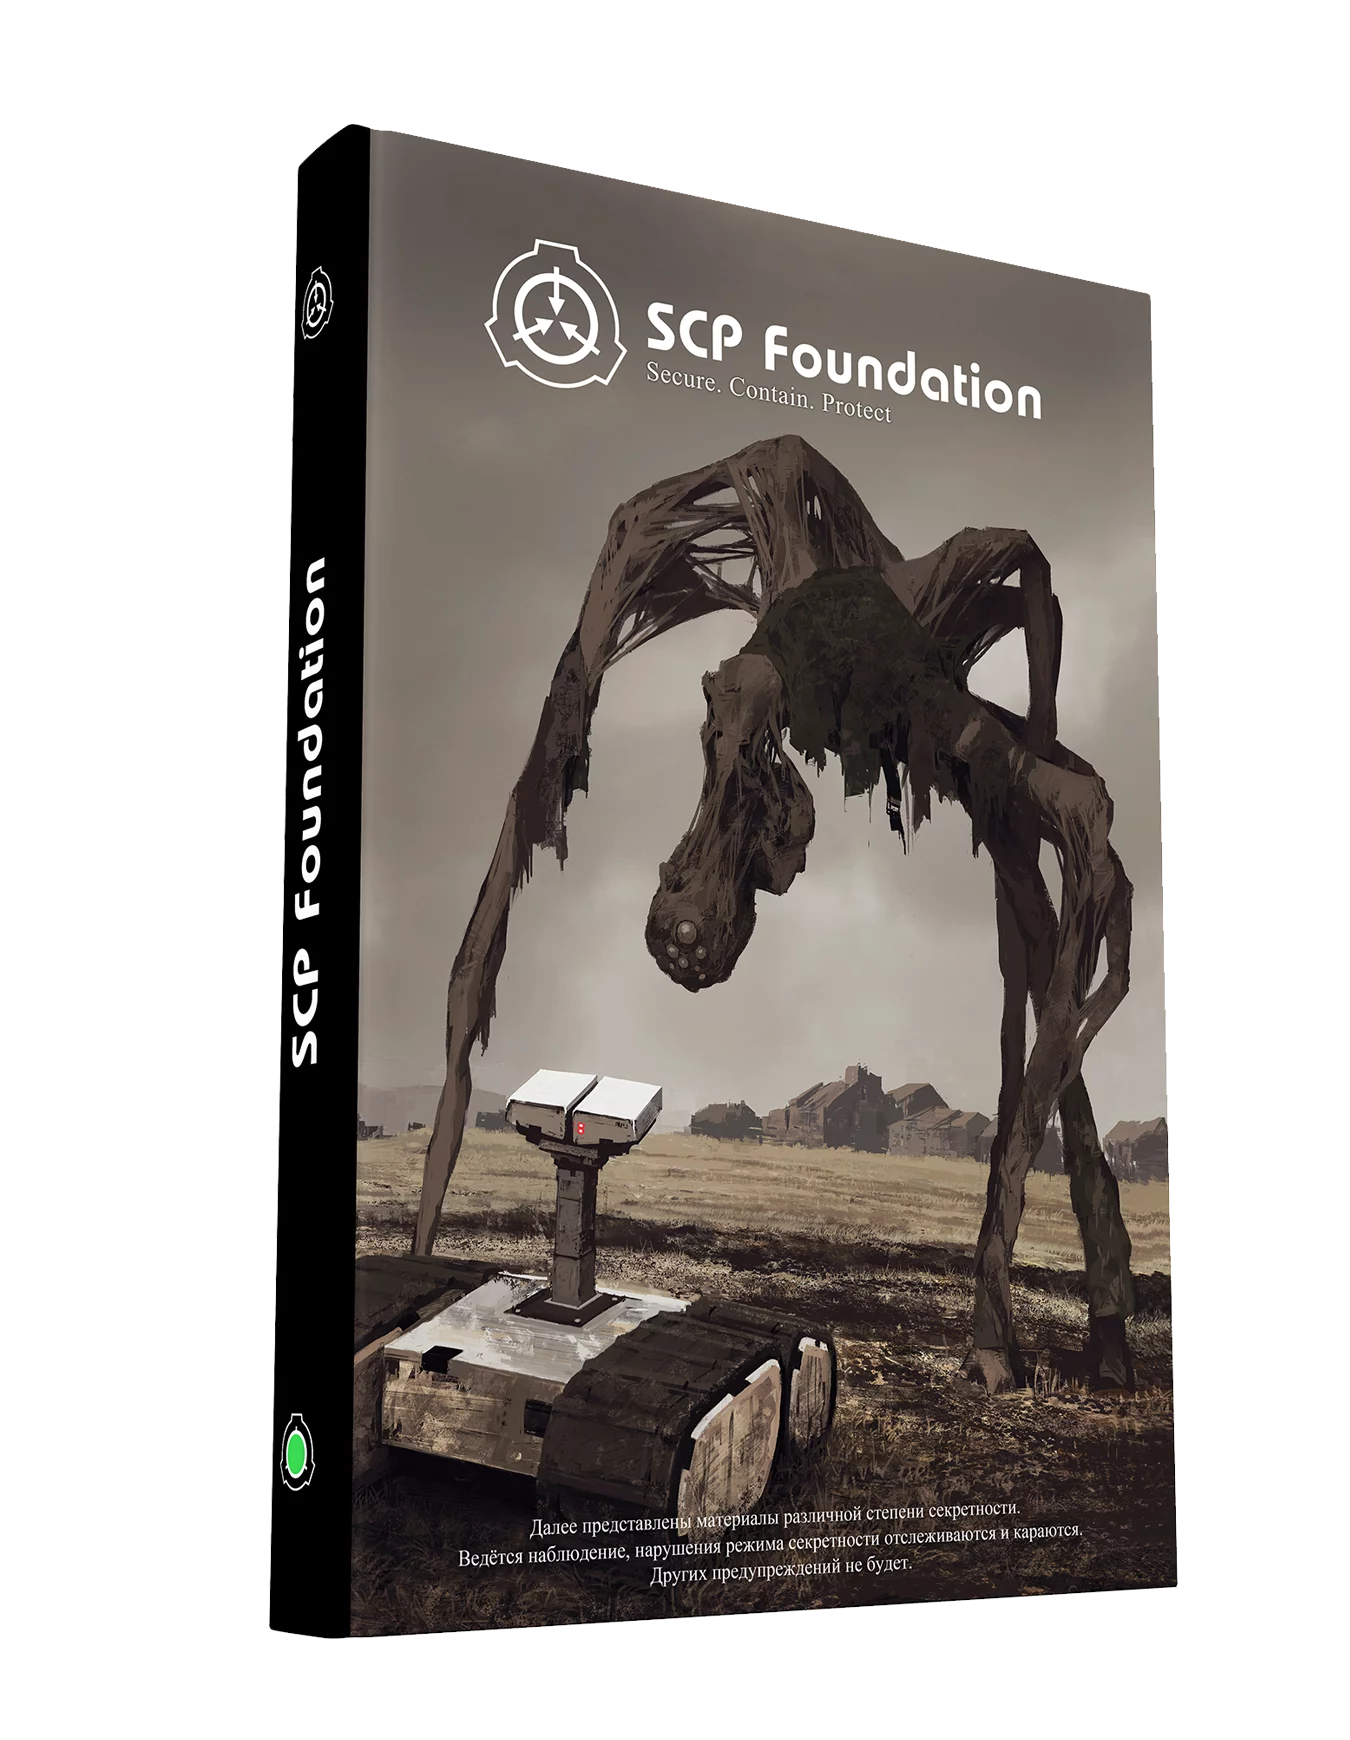 SCP Foundation
SCP Foundation
Secure. Contain. Protect
Далее представлены материалы различной степени секретности.
Ведётся наблюдение, нарушения режима секретности отслеживаются и караются.
Других предупреждений не будет.